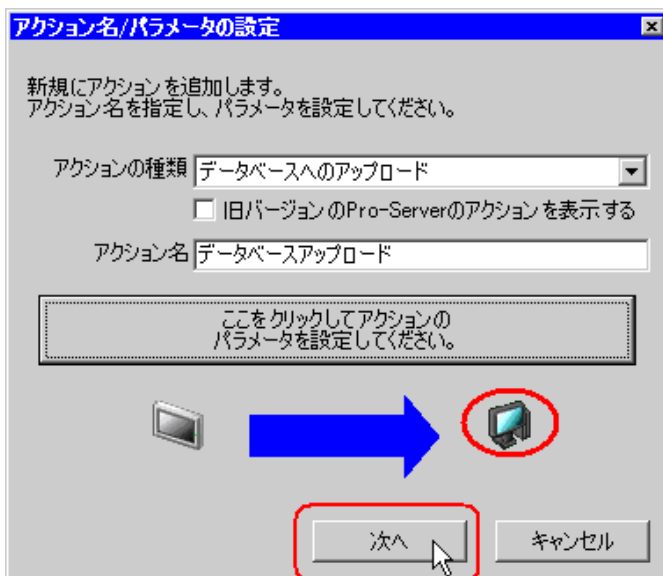 アクション名/パラメータの設定
新規にアクションを追加します。
アクション名を指定し、パラメータを設定してください。
アクションの種類 データベースへのアップロード
旧バージョンのPro-Serverのアクションを表示する
アクション名 データベースアップロード
ここをクリックしてアクションの
パラメータを設定してください。
次へ キャンセル